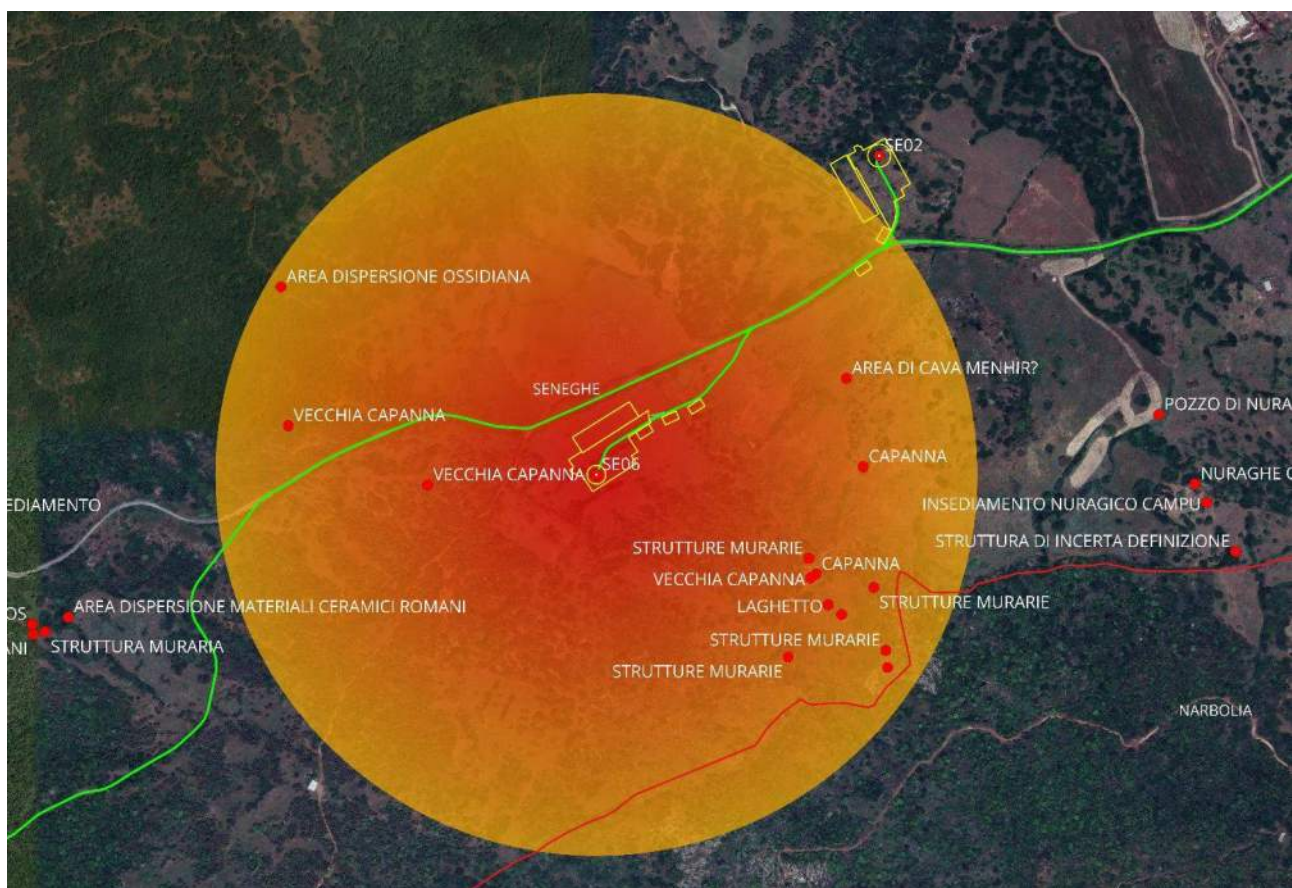 SE02
AREA DISPERSIONE OSSIDIANA
AREA DI CAVA MENHIR?
SENEGHE
VECCHIA CAPANNA
POZZO DI NURA
CAPANNA
SE06
VECCHIA CAPANNA
NURAGHE C
EDIAMENTO
INSEDIAMENTO NURAGICO CAMPU
STRUTTURA DI INCERTA DEFINIZIONE
STRUTTURE MURARIE
CAPANNA
VECCHIA CAPANNA
STRUTTURE MURARIE
LAGHETTO
AREA DISPERSIONE MATERIALI CERAMICI ROMANI
OS
STRUTTURA MURARIA
ANI
STRUTTURE MURARIE
STRUTTURE MURARIE
NARBOLIA